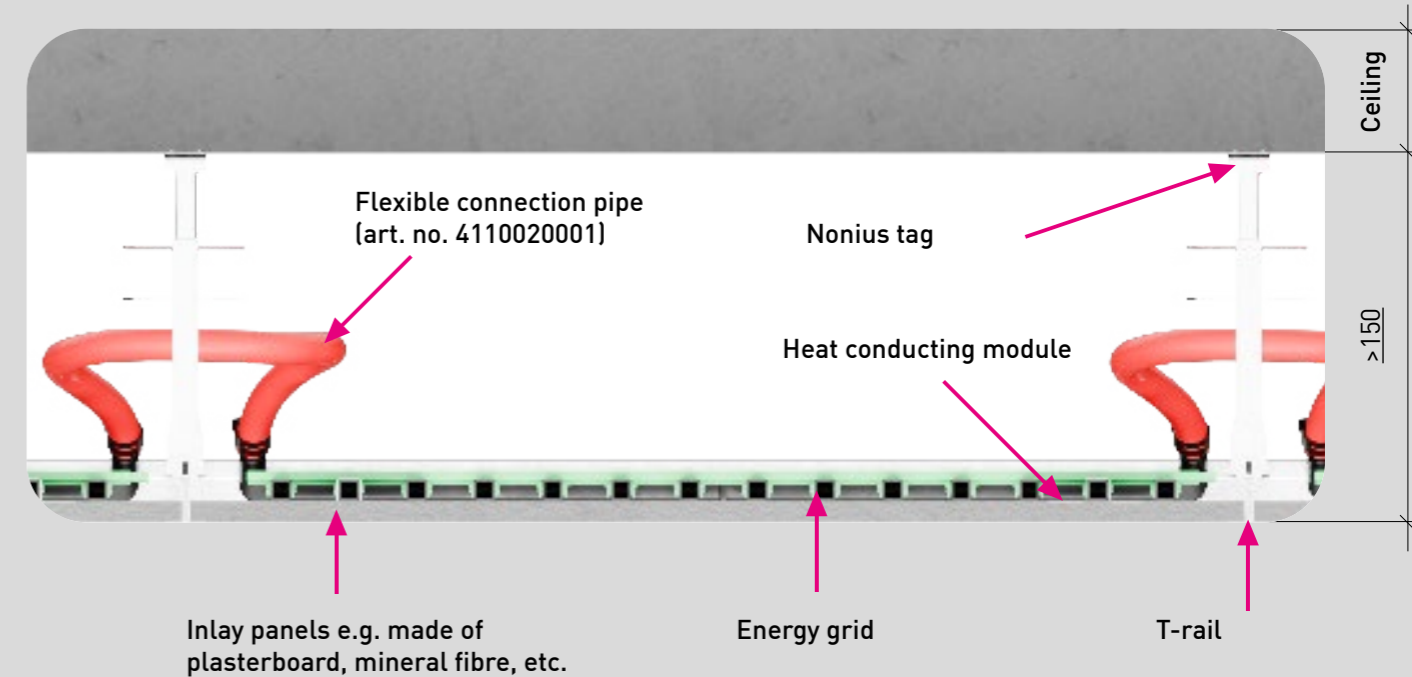 Ceiling
Flexible connection pipe
(art. no. 4110020001)
Nonius tag
Heat conducting module
>150
Inlay panels e.g. made of
plasterboard, mineral fibre, etc.
Energy grid
T-rail